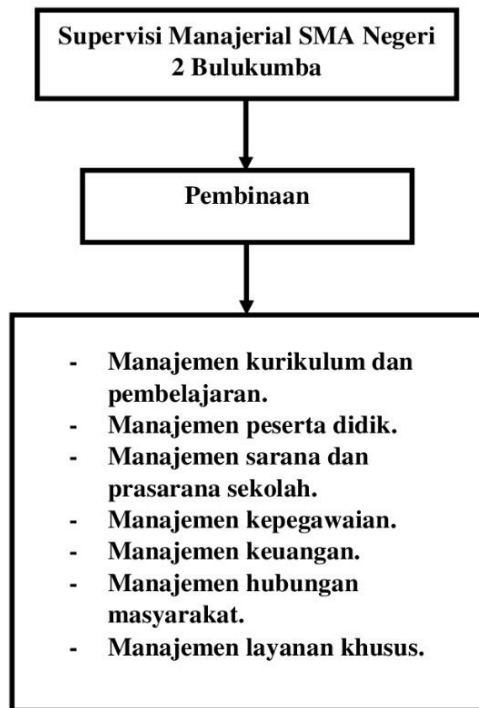 Supervisi Manajerial SMA Negeri
2 Bulukumba
Pembinaan
- Manajemen kurikulum dan
pembelajaran.
- Manajemen peserta didik.
- Manajemen sarana dan
prasarana sekolah.
- Manajemen kepegawaian.
- Manajemen keuangan.
- Manajemen hubungan
masyarakat.
- Manajemen layanan khusus.